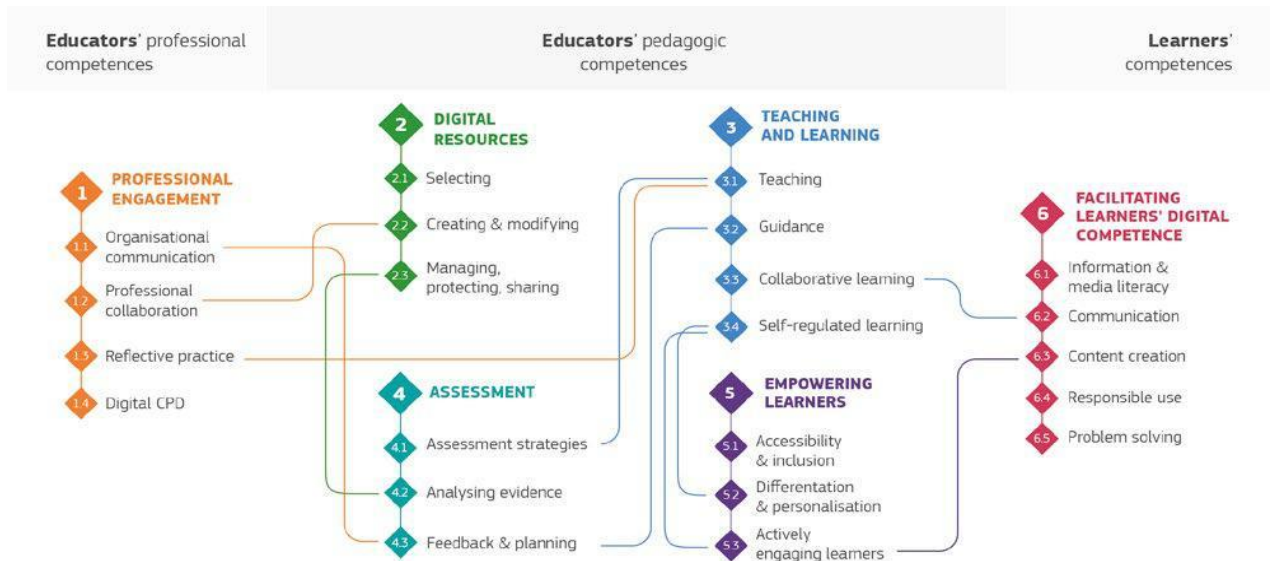 Educators' professional
competences
Educators' pedagogic
competences
Learners'
competences
1
PROFESSIONAL
ENGAGEMENT
1.1
Organisational
communication
1.2
Professional
collaboration
1.3
Reflective practice
1.4
Digital CPD
2
DIGITAL
RESOURCES
2.1
Selecting
2.2
Creating & modifying
2.3
Managing,
protecting, sharing
3
TEACHING
AND LEARNING
3.1
Teaching
3.2
Guidance
3.3
Collaborative learning
3.4
Self-regulated learning
4
ASSESSMENT
4.1
Assessment strategies
4.2
Analysing evidence
4.3
Feedback & planning
5
EMPOWERING
LEARNERS
5.1
Accessibility
& inclusion
5.2
Differentation
& personalisation
5.3
Actively
engaging learners
6
FACILITATING
LEARNERS' DIGITAL
COMPETENCE
6.1
Information &
media literacy
6.2
Communication
6.3
Content creation
6.4
Responsible use
6.5
Problem solving